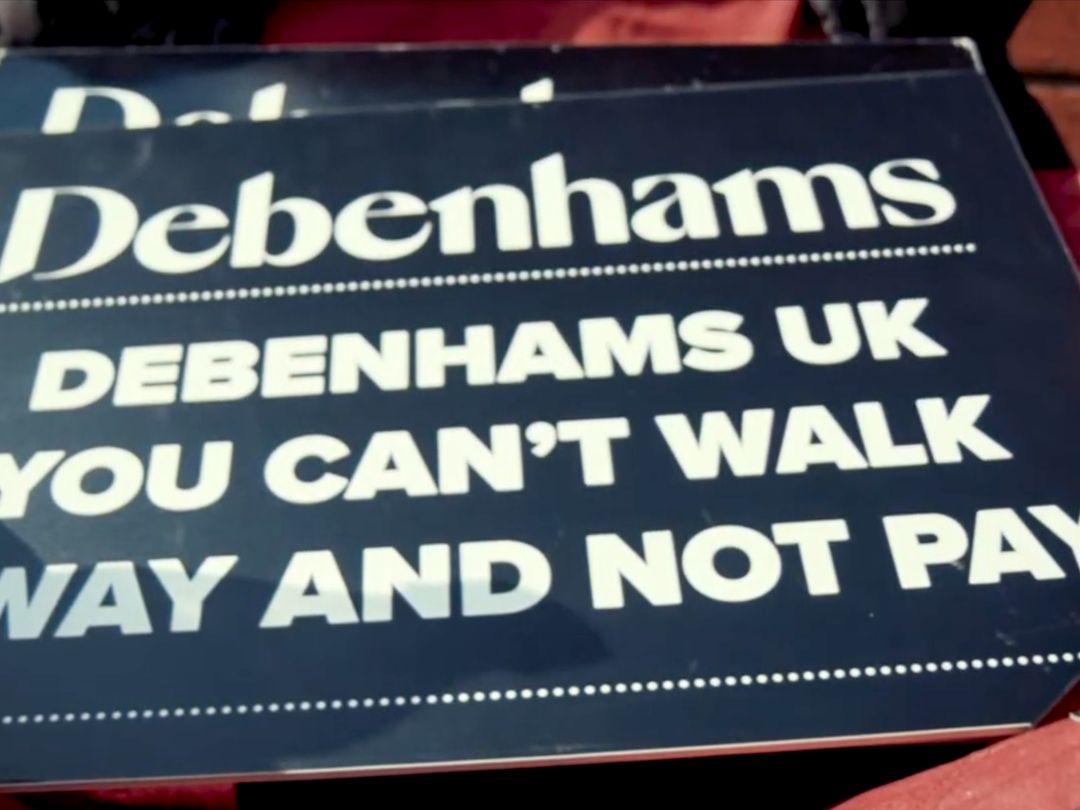 Debenhams
DEBENHAMS UK
YOU CAN'T WALK
WAY AND NOT PAY